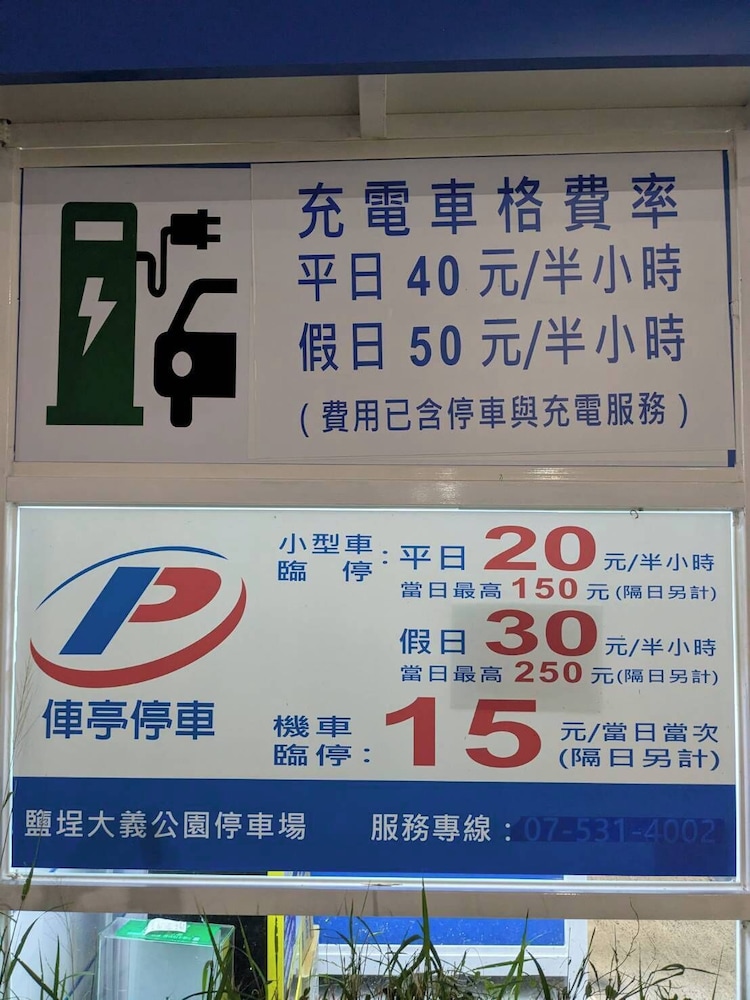 充電車格費率
平日 40 元/半小時
假日 50 元/半小時
(費用已含停車與充電服務)
P
俥亭停車
小型車臨停:平日 20 元/半小時
當日最高 150 元(隔日另計)
假日 30 元/半小時
當日最高 250 元(隔日另計)
機車臨停:15 元/當日當次(隔日另計)
鹽埕大義公園停車場 服務專線:07-531-4002